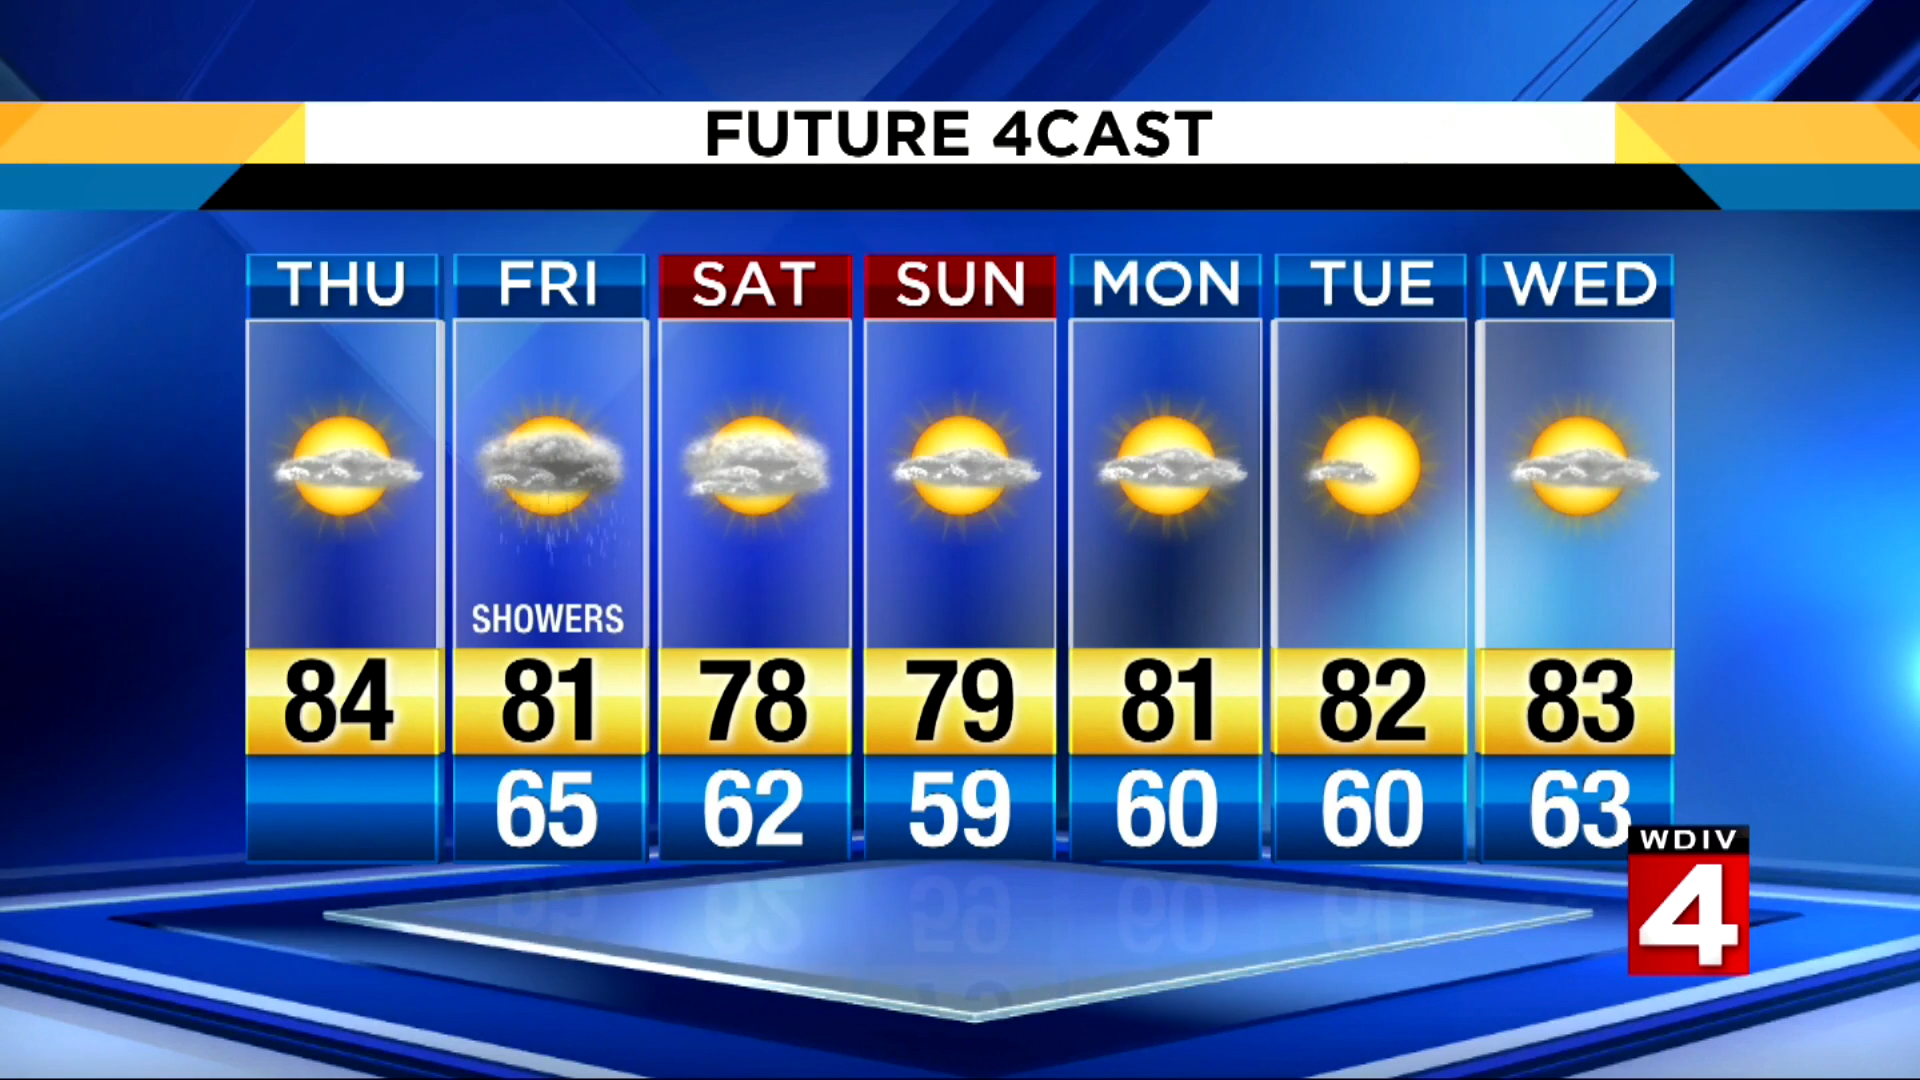 FUTURE 4CAST
THU FRI SAT SUN MON TUE WED
SHOWERS
84 81 78 79 81 82 83
65 62 59 60 60 63
WDIV
4